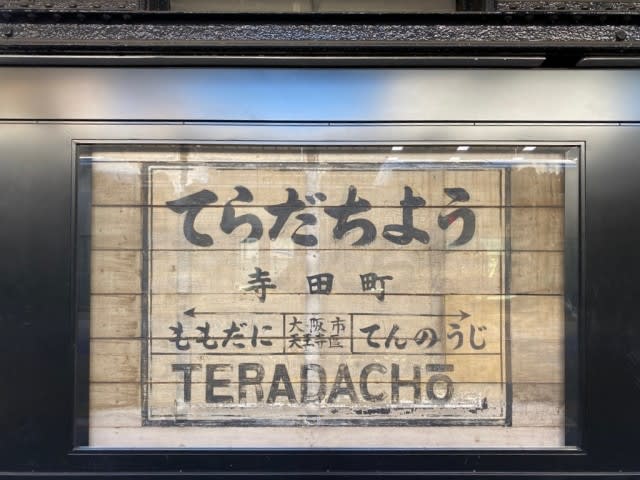 てらだちよう
寺田町
ももだに 大阪市 てんのうじ
天王寺區
TERADACHŌ